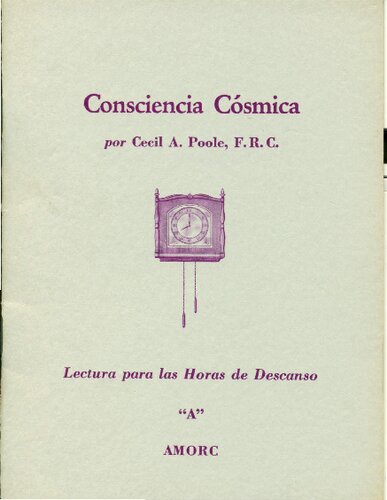 Consciencia Cósmica
por Cecil A. Poole, F. R. C.
Lectura para las Horas de Descanso
“A”
AMORC